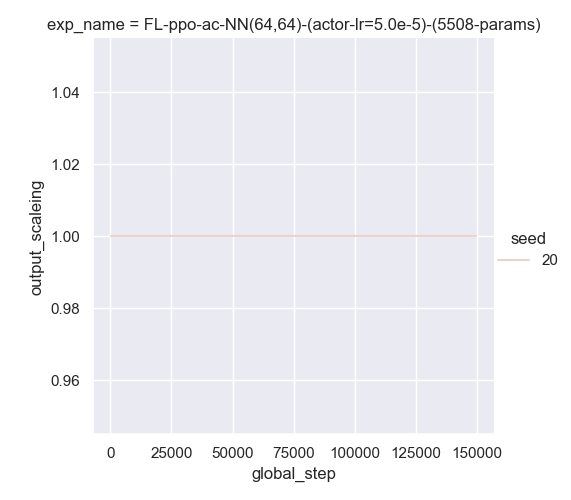 exp_name = FL-ppo-ac-NN(64,64)-(actor-lr=5.0e-5)-(5508-params)
1.04
1.02
1.00
0.98
0.96
output_scaleing
0 25000 50000 75000 100000 125000 150000
global_step
seed
20